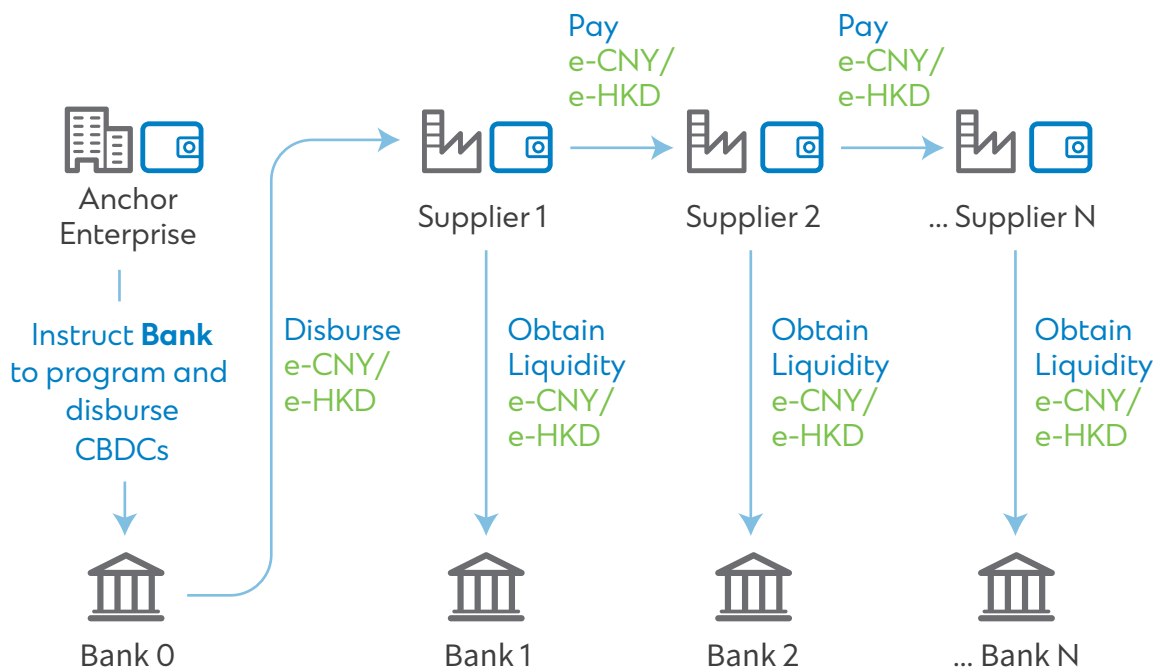 Pay
e-CNY/
e-HKD
Pay
e-CNY/
e-HKD
Anchor
Enterprise
Supplier 1
Supplier 2
... Supplier N
Instruct Bank
to program and
disburse
CBDCs
Disburse
e-CNY/
e-HKD
Obtain
Liquidity
e-CNY/
e-HKD
Obtain
Liquidity
e-CNY/
e-HKD
Obtain
Liquidity
e-CNY/
e-HKD
Bank 0
Bank 1
Bank 2
... Bank N